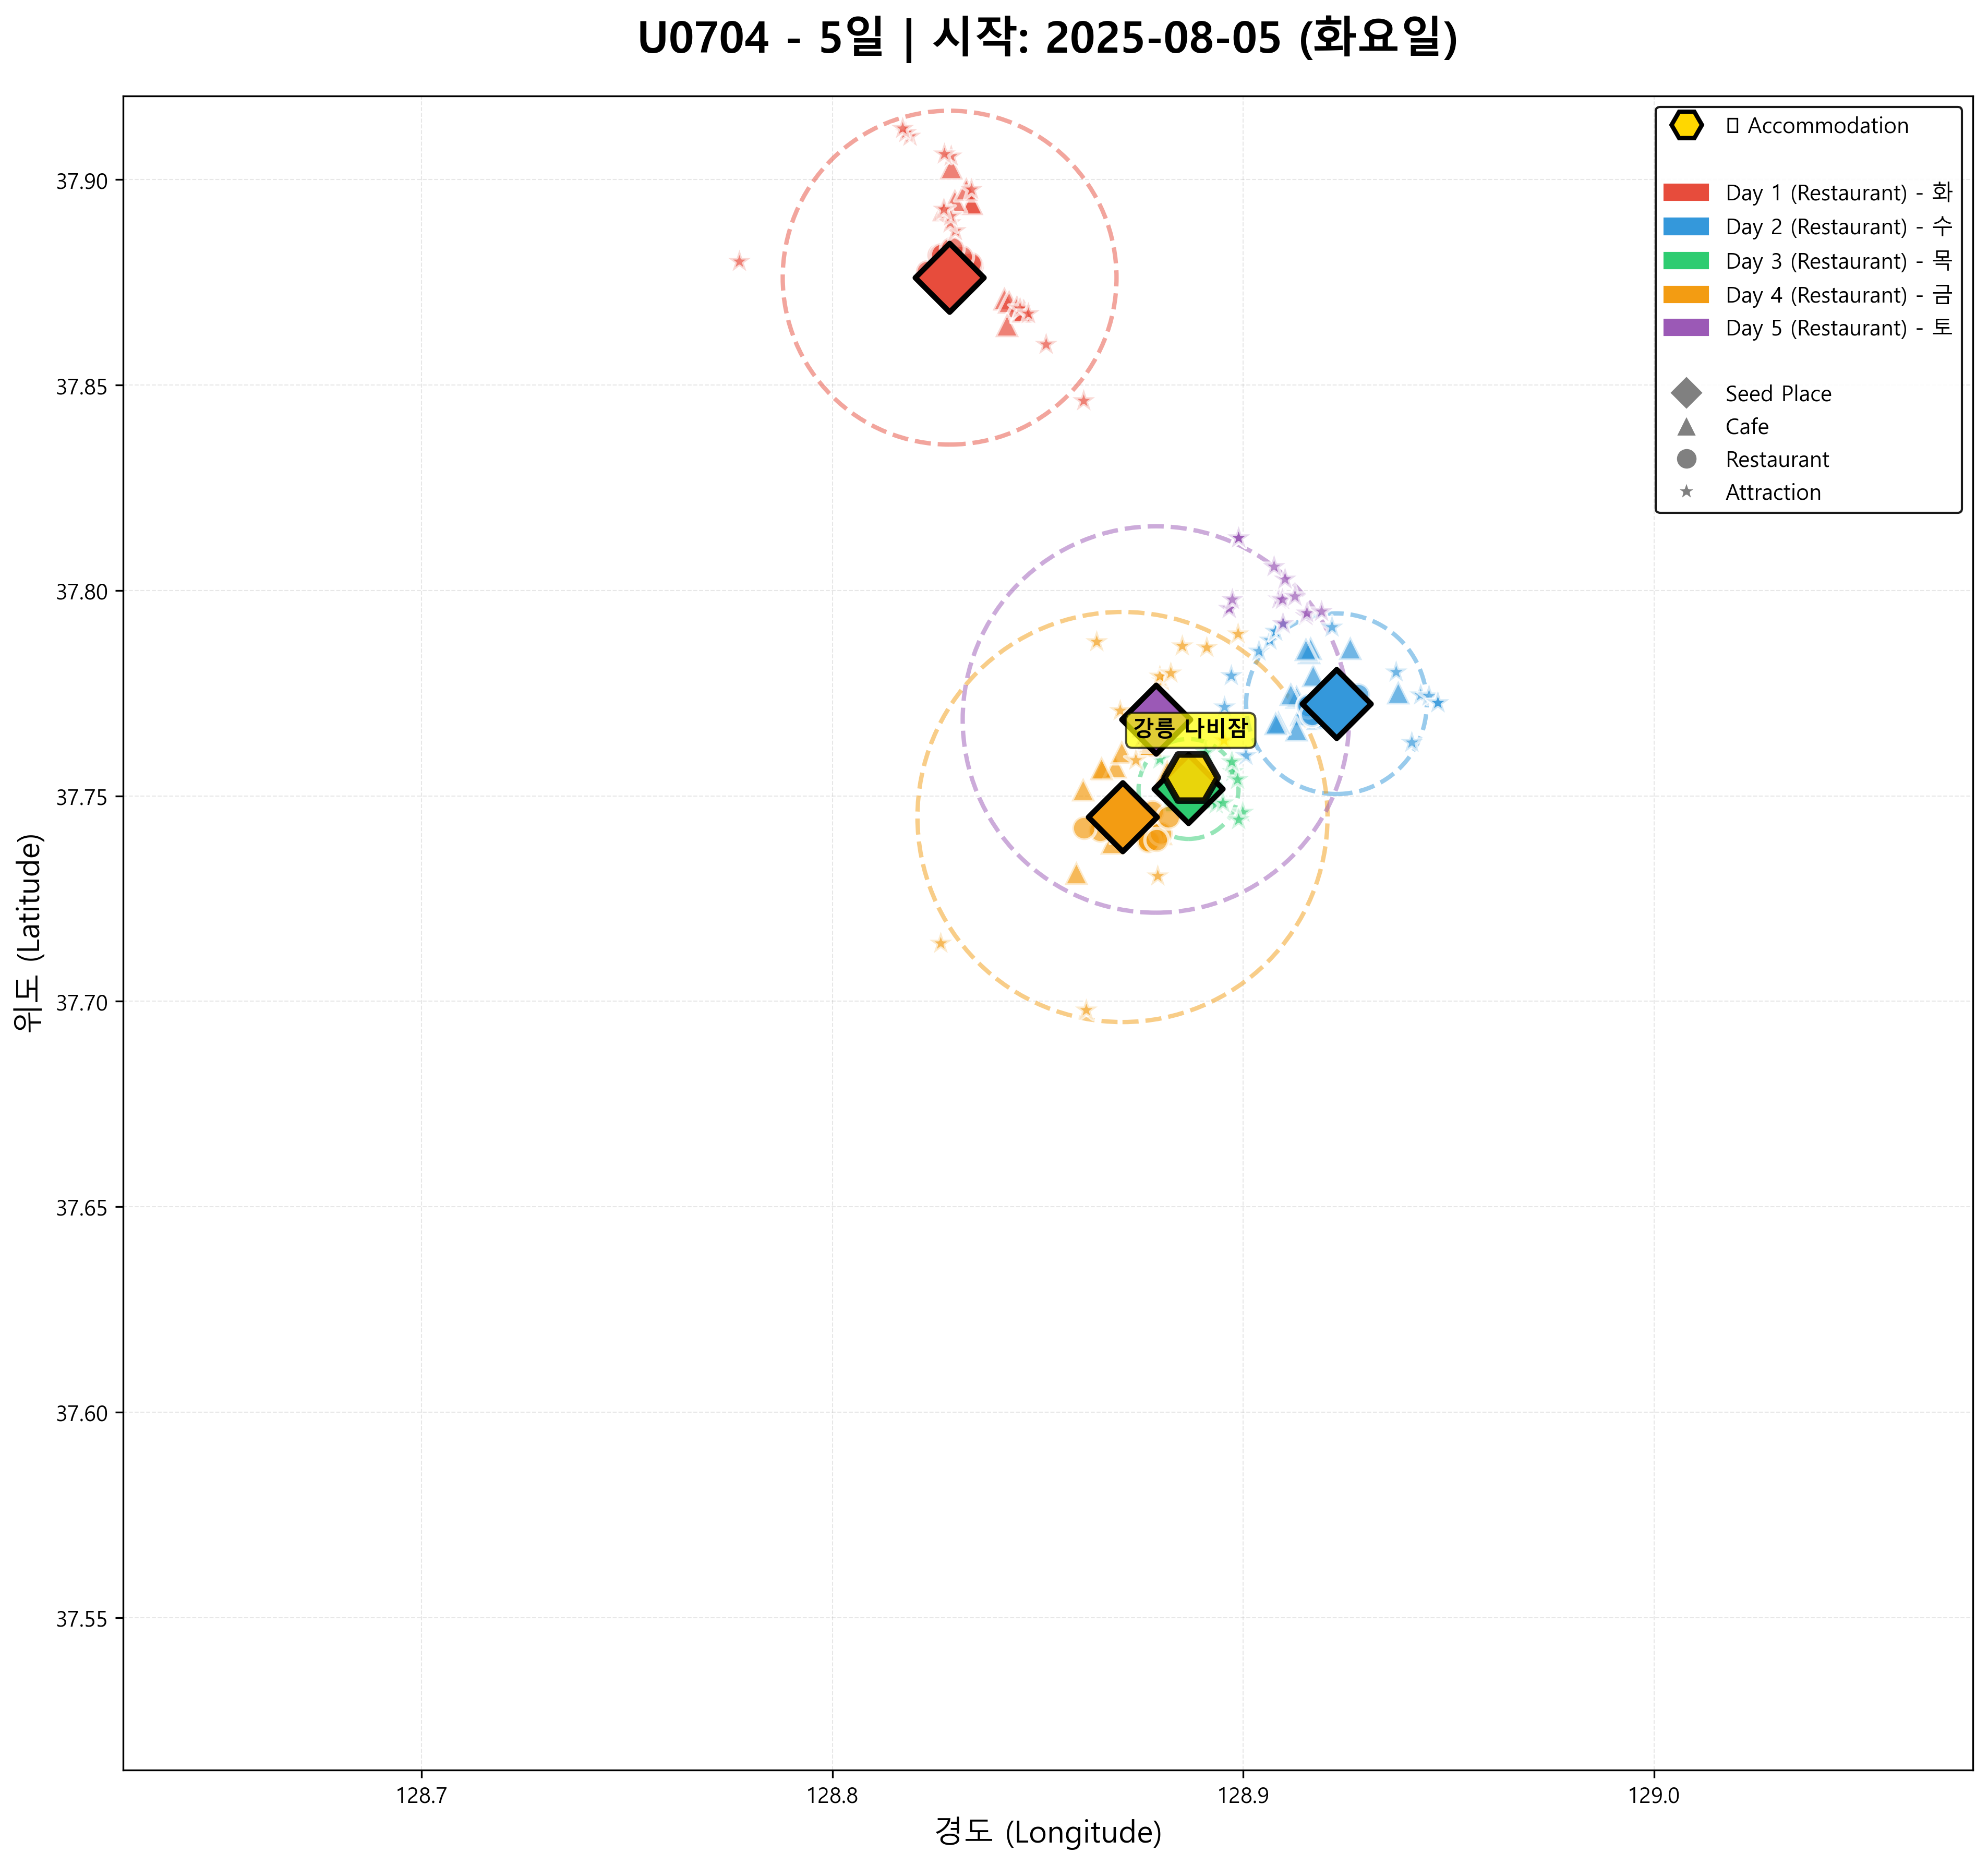 U0704 - 5일 | 시작: 2025-08-05 (화요일)
Accommodation
Day 1 (Restaurant) - 화
Day 2 (Restaurant) - 수
Day 3 (Restaurant) - 목
Day 4 (Restaurant) - 금
Day 5 (Restaurant) - 토
Seed Place
Cafe
Restaurant
Attraction
37.90
37.85
37.80
37.75
37.70
37.65
37.60
37.55
위도 (Latitude)
강릉 나비잠
128.7
128.8
128.9
129.0
경도 (Longitude)